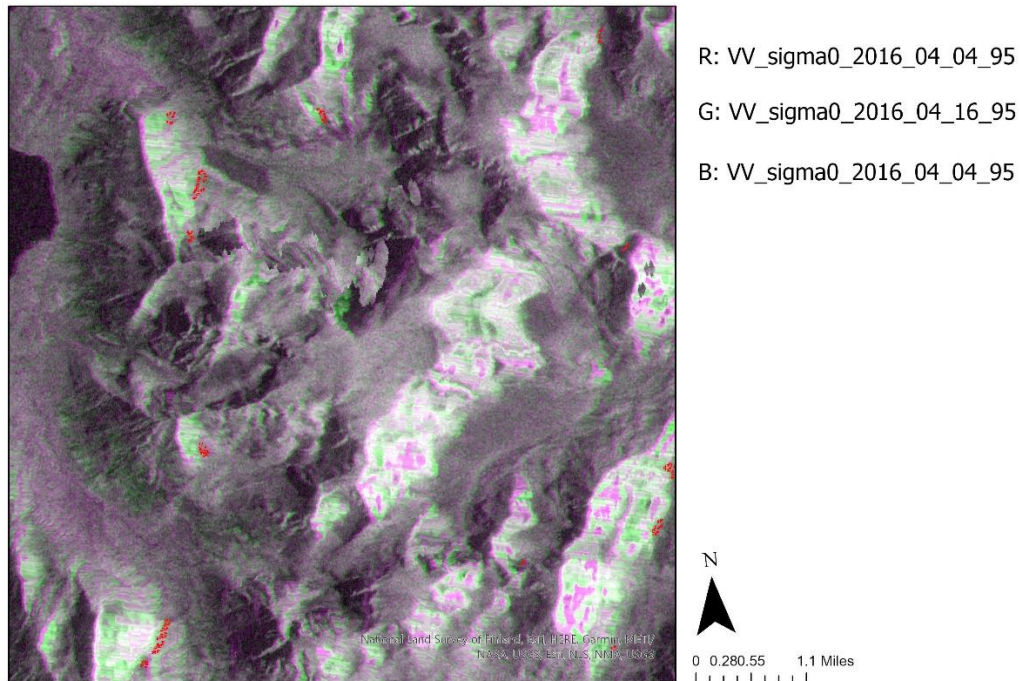 R: VV_sigma0_2016_04_04_95
G: VV_sigma0_2016_04_16_95
B: VV_sigma0_2016_04_04_95
N
National Land Survey of Finland, Esri, HERE, Garmin, METI/
NASA, USGS, Esri, NLS, NMA, USGS
0 0.280.55 1.1 Miles